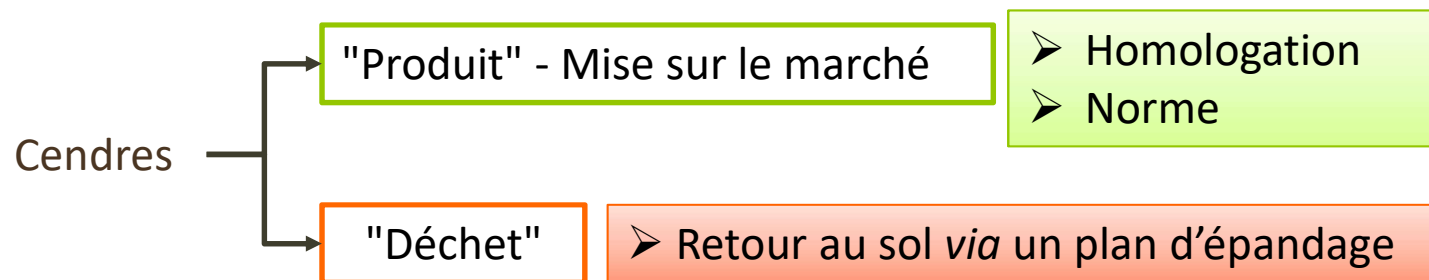 "Produit" - Mise sur le marché
➢ Homologation
➢ Norme
Cendres
"Déchet"
➢ Retour au sol via un plan d’épandage